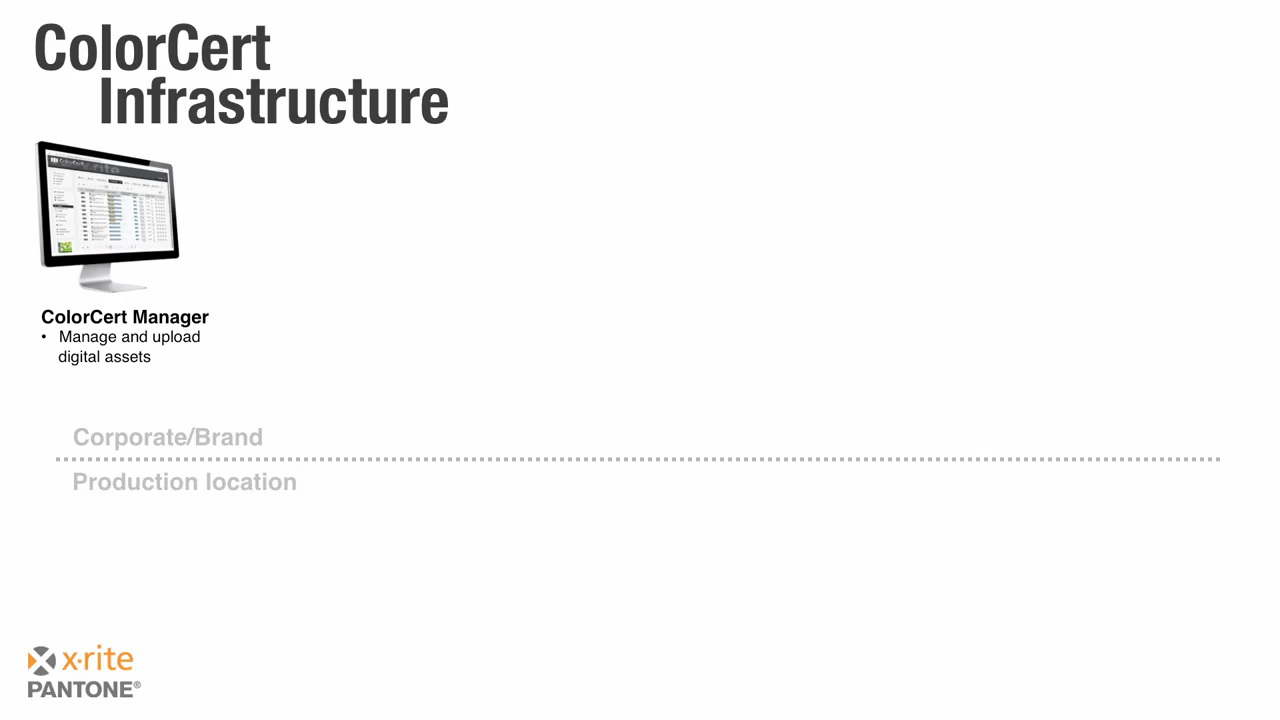 ColorCert
Infrastructure
ColorCert Manager
• Manage and upload
digital assets
Corporate/Brand
Production location
x·rite
PANTONE®